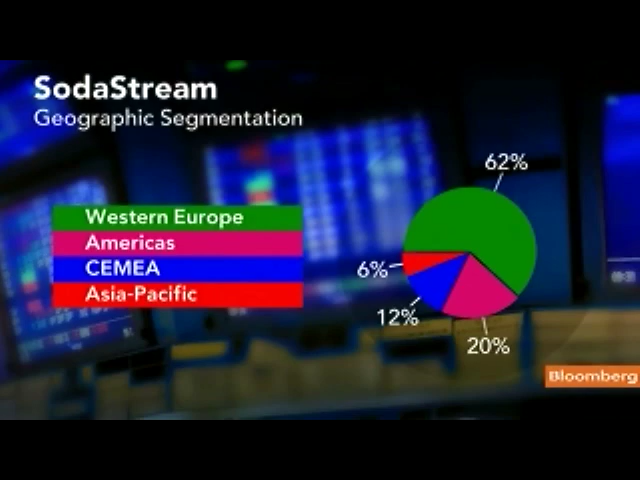 SodaStream
Geographic Segmentation
Western Europe
Americas
CEMEA
Asia-Pacific
62%
6%
12%
20%
Bloomberg